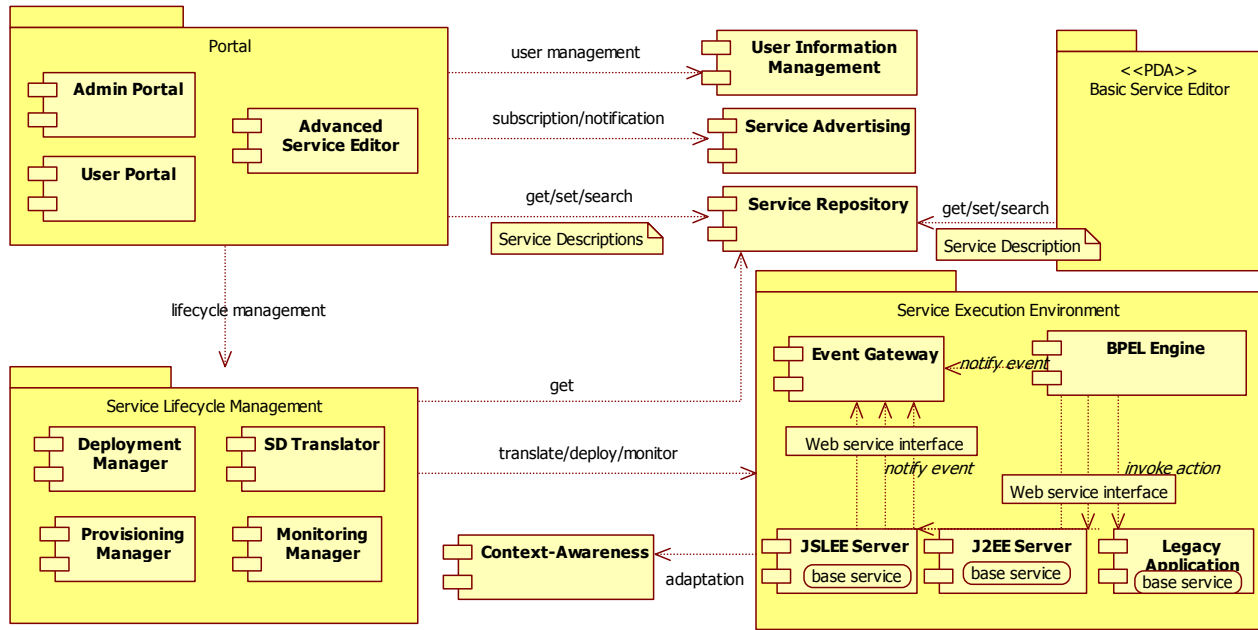 Portal
Admin Portal
User Portal
Advanced
Service Editor
user management
subscription/notification
get/set/search
Service Descriptions
User Information
Management
Service Advertising
Service Repository
<<PDA>>
Basic Service Editor
get/set/search
Service Description
lifecycle management
Service Lifecycle Management
Deployment
Manager
SD Translator
Provisioning
Manager
Monitoring
Manager
get
translate/deploy/monitor
Context-Awareness
adaptation
Service Execution Environment
Event Gateway
notify event
BPEL Engine
Web service interface
notify event
invoke action
Web service interface
JSLEE Server
base service
J2EE Server
base service
Legacy
Application
base service